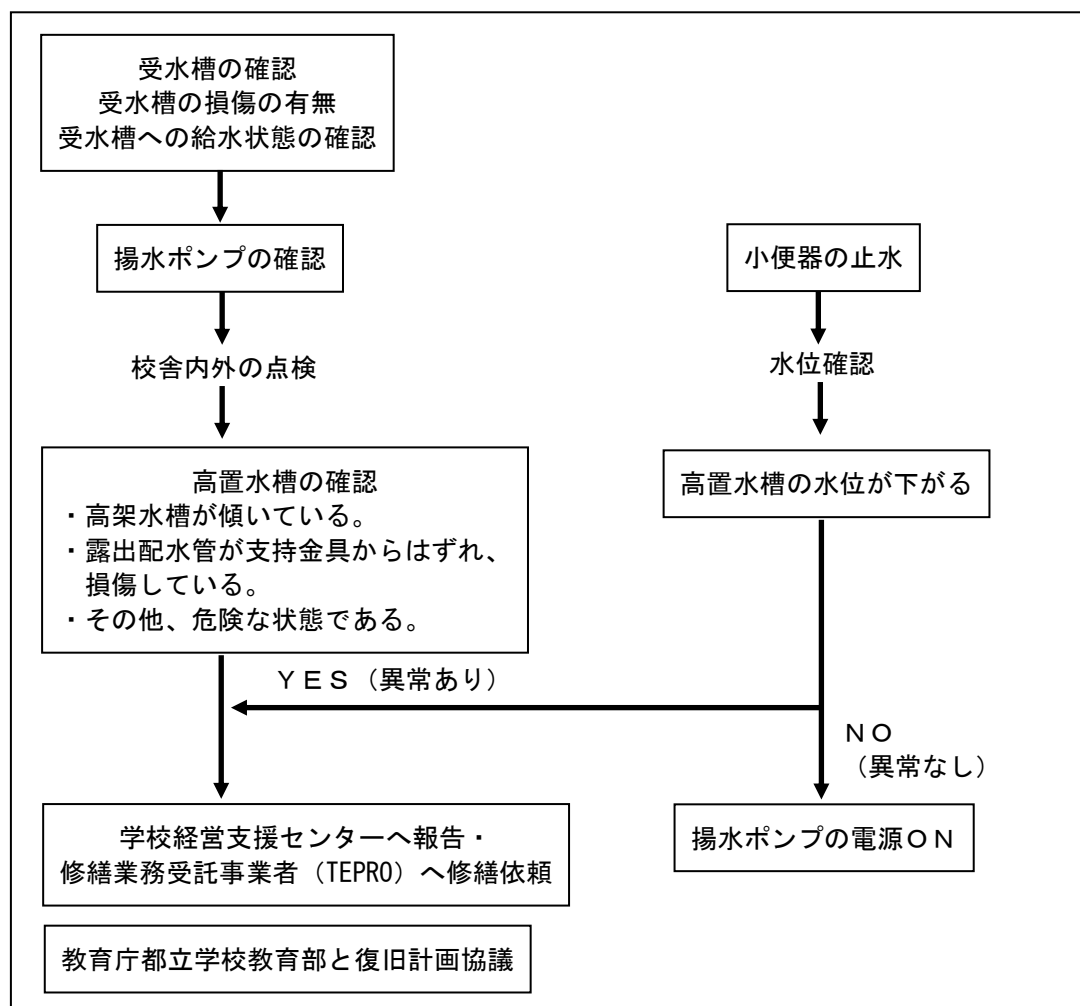 受水槽の確認
受水槽の損傷の有無
受水槽への給水状態の確認
揚水ポンプの確認
校舎内外の点検
高置水槽の確認
・高架水槽が傾いている。
・露出配水管が支持金具からはずれ、
損傷している。
・その他、危険な状態である。
小便器の止水
水位確認
高置水槽の水位が下がる
ＹＥＳ（異常あり）
ＮＯ
（異常なし）
学校経営支援センターへ報告・
修繕業務受託事業者（TEPRO）へ修繕依頼
揚水ポンプの電源ＯＮ
教育庁都立学校教育部と復旧計画協議